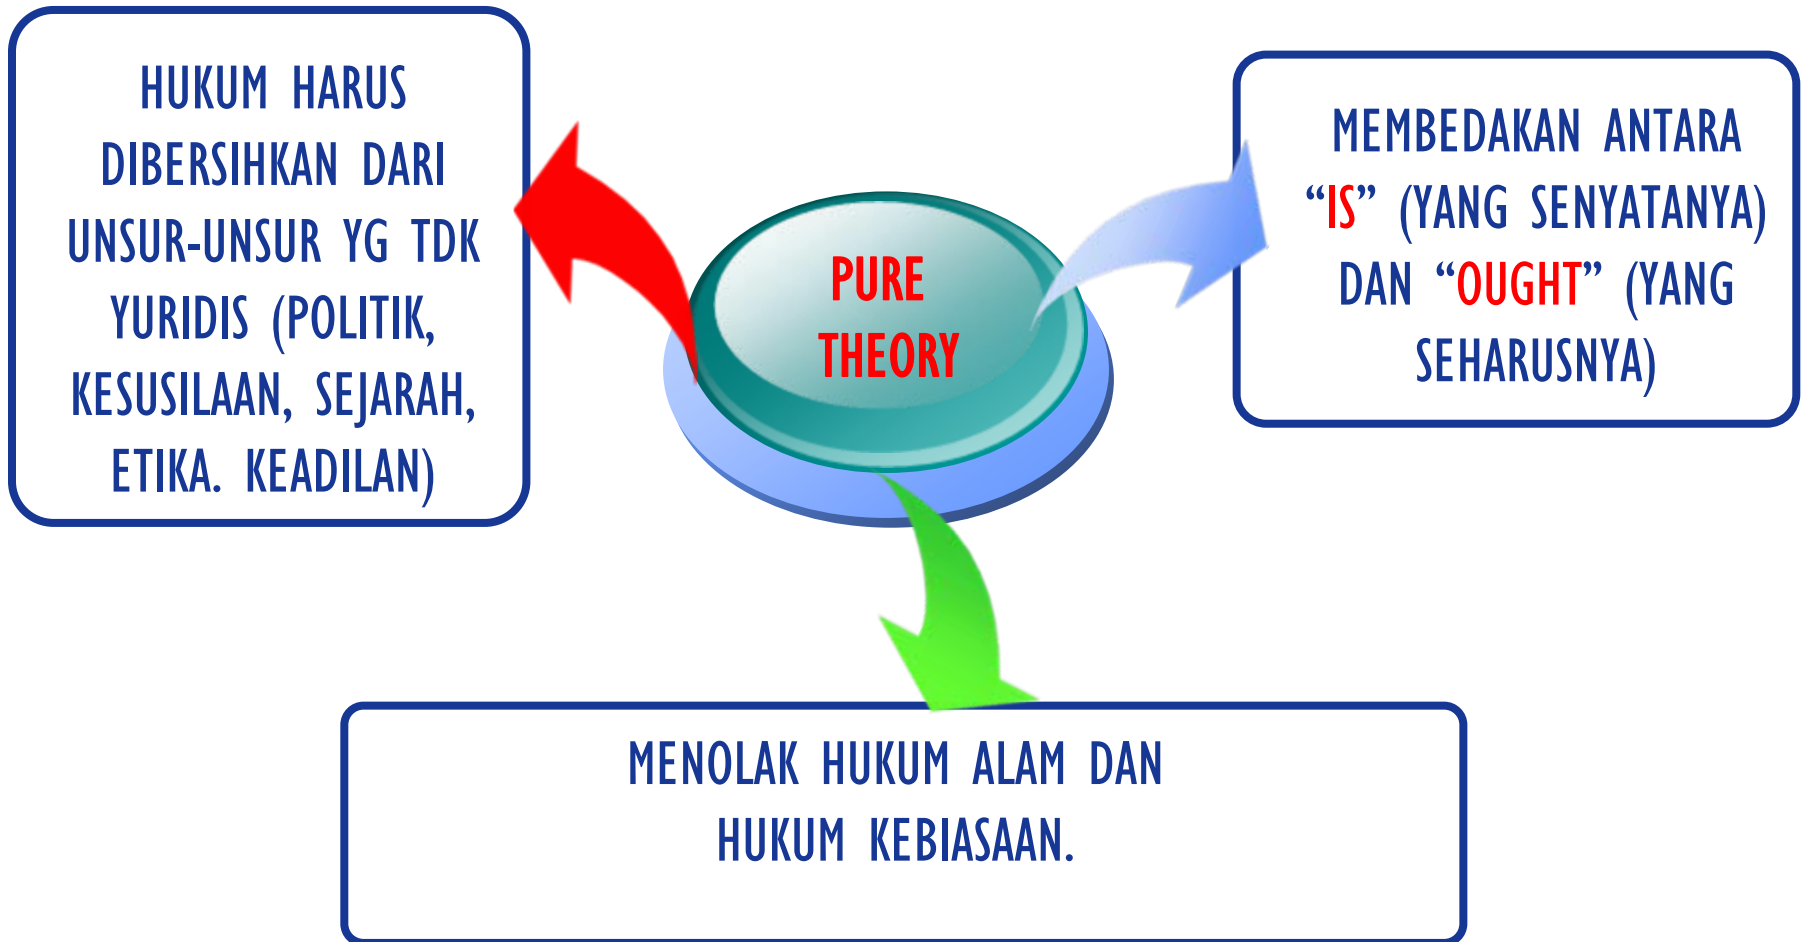 HUKUM HARUS
DIBERSIHKAN DARI
UNSUR-UNSUR YG TDK
YURIDIS (POLITIK,
KESUSILAAN, SEJARAH,
ETIKA. KEADILAN)
PURE
THEORY
MEMBEDAKAN ANTARA
“IS” (YANG SENYATANYA)
DAN “OUGHT” (YANG
SEHARUSNYA)
MENOLAK HUKUM ALAM DAN
HUKUM KEBIASAAN.